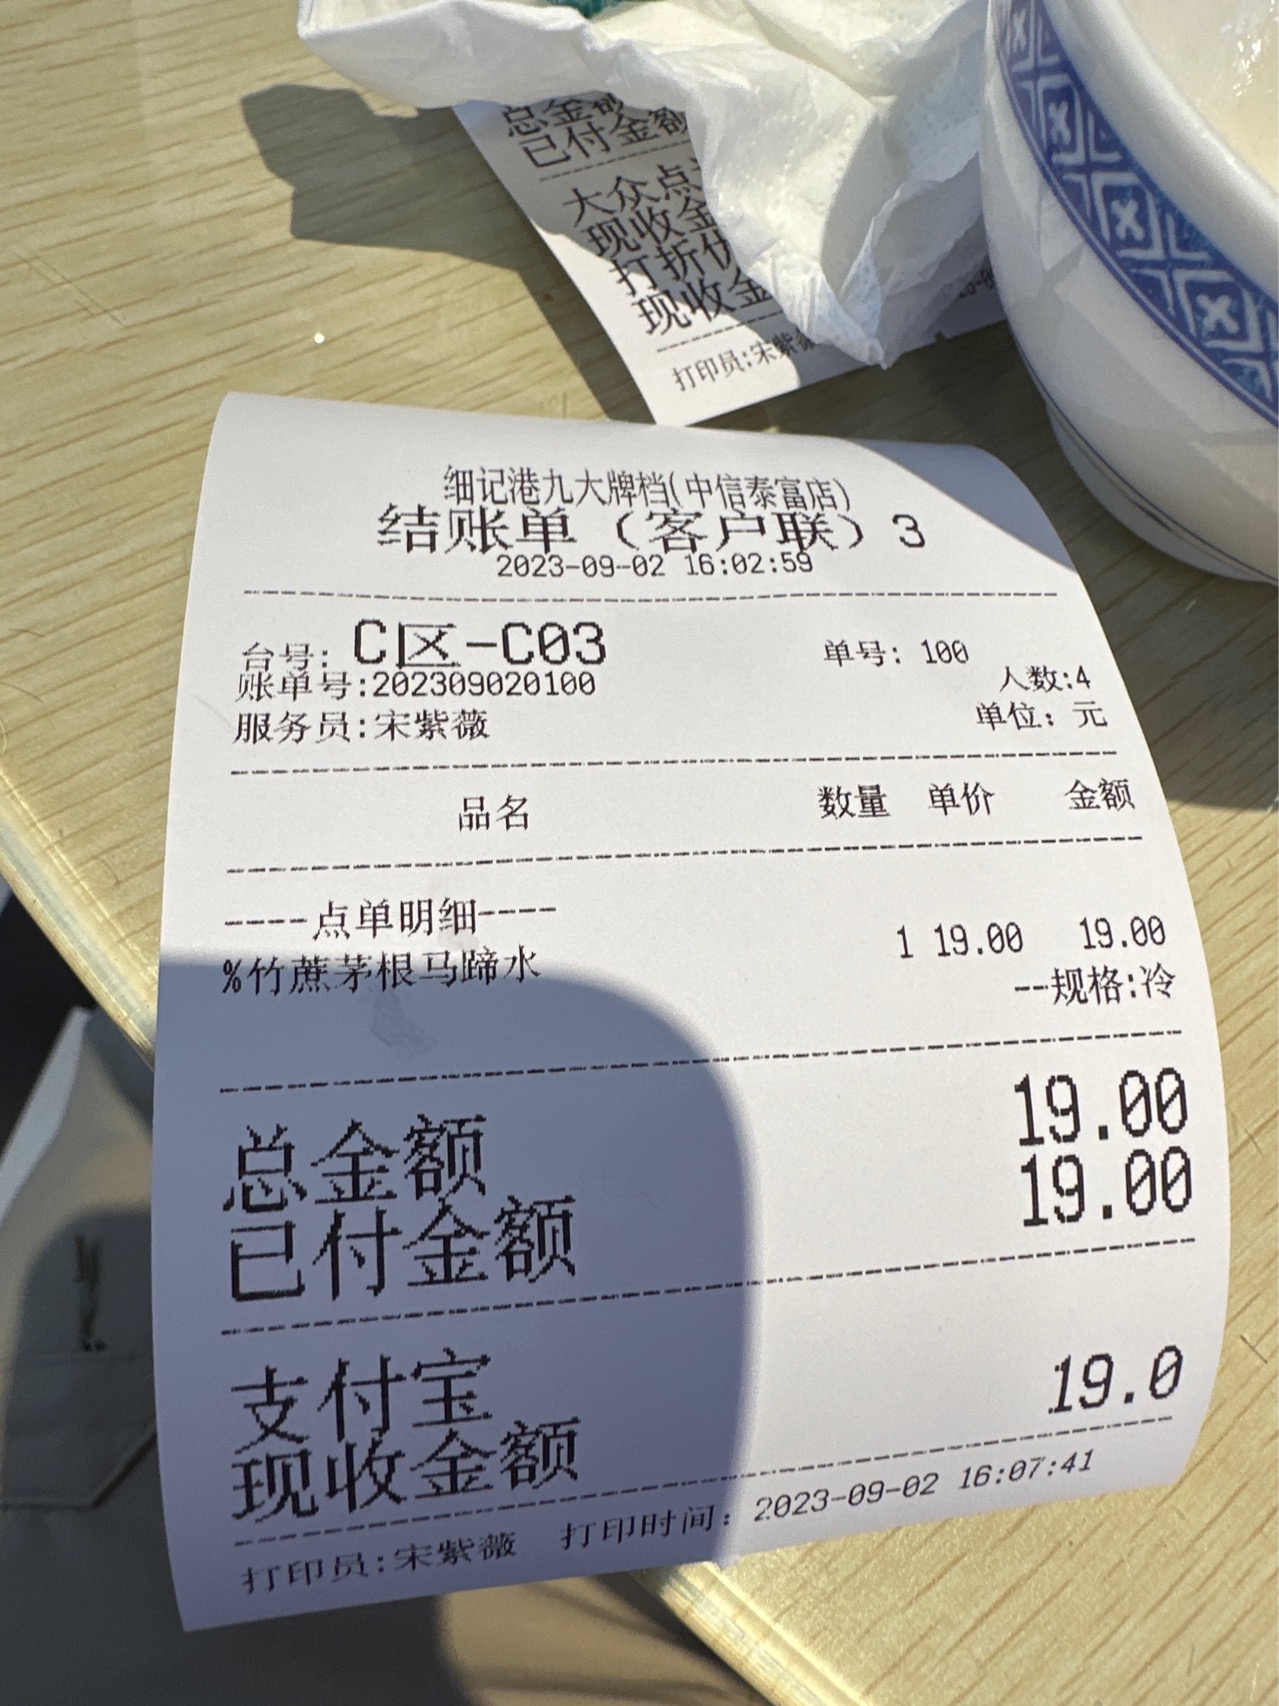 总金额
已付金额
大众点
现收金
打折优
现收金
打印员:宋紫薇
细记港九大牌档(中信泰富店)
结账单（客户联）3
2023-09-02 16:02:59
台号: C区-C03 单号: 100
账单号:202309020100 人数:4
服务员:宋紫薇 单位: 元
品名 数量 单价 金额
----点单明细----
%竹蔗茅根马蹄水 1 19.00 19.00
--规格:冷
总金额 19.00
已付金额 19.00
支付宝
现收金额 19.0
打印员:宋紫薇 打印时间: 2023-09-02 16:07:41